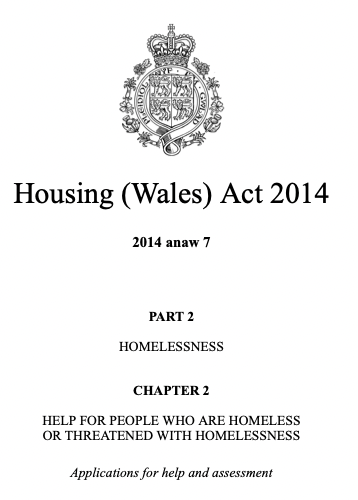 Housing (Wales) Act 2014
2014 anaw 7
PART 2
HOMELESSNESS
CHAPTER 2
HELP FOR PEOPLE WHO ARE HOMELESS
OR THREATENED WITH HOMELESSNESS
Applications for help and assessment